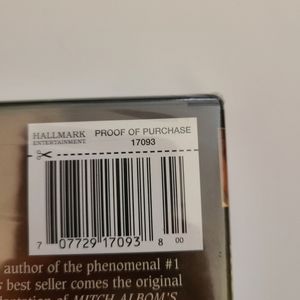 HALLMARK PROOF OF PURCHASE
ENTERTAINMENT 17093
7 07729 17093 8 00
author of the phenomenal #1
best seller comes the original
of MITCH ALBOM'S